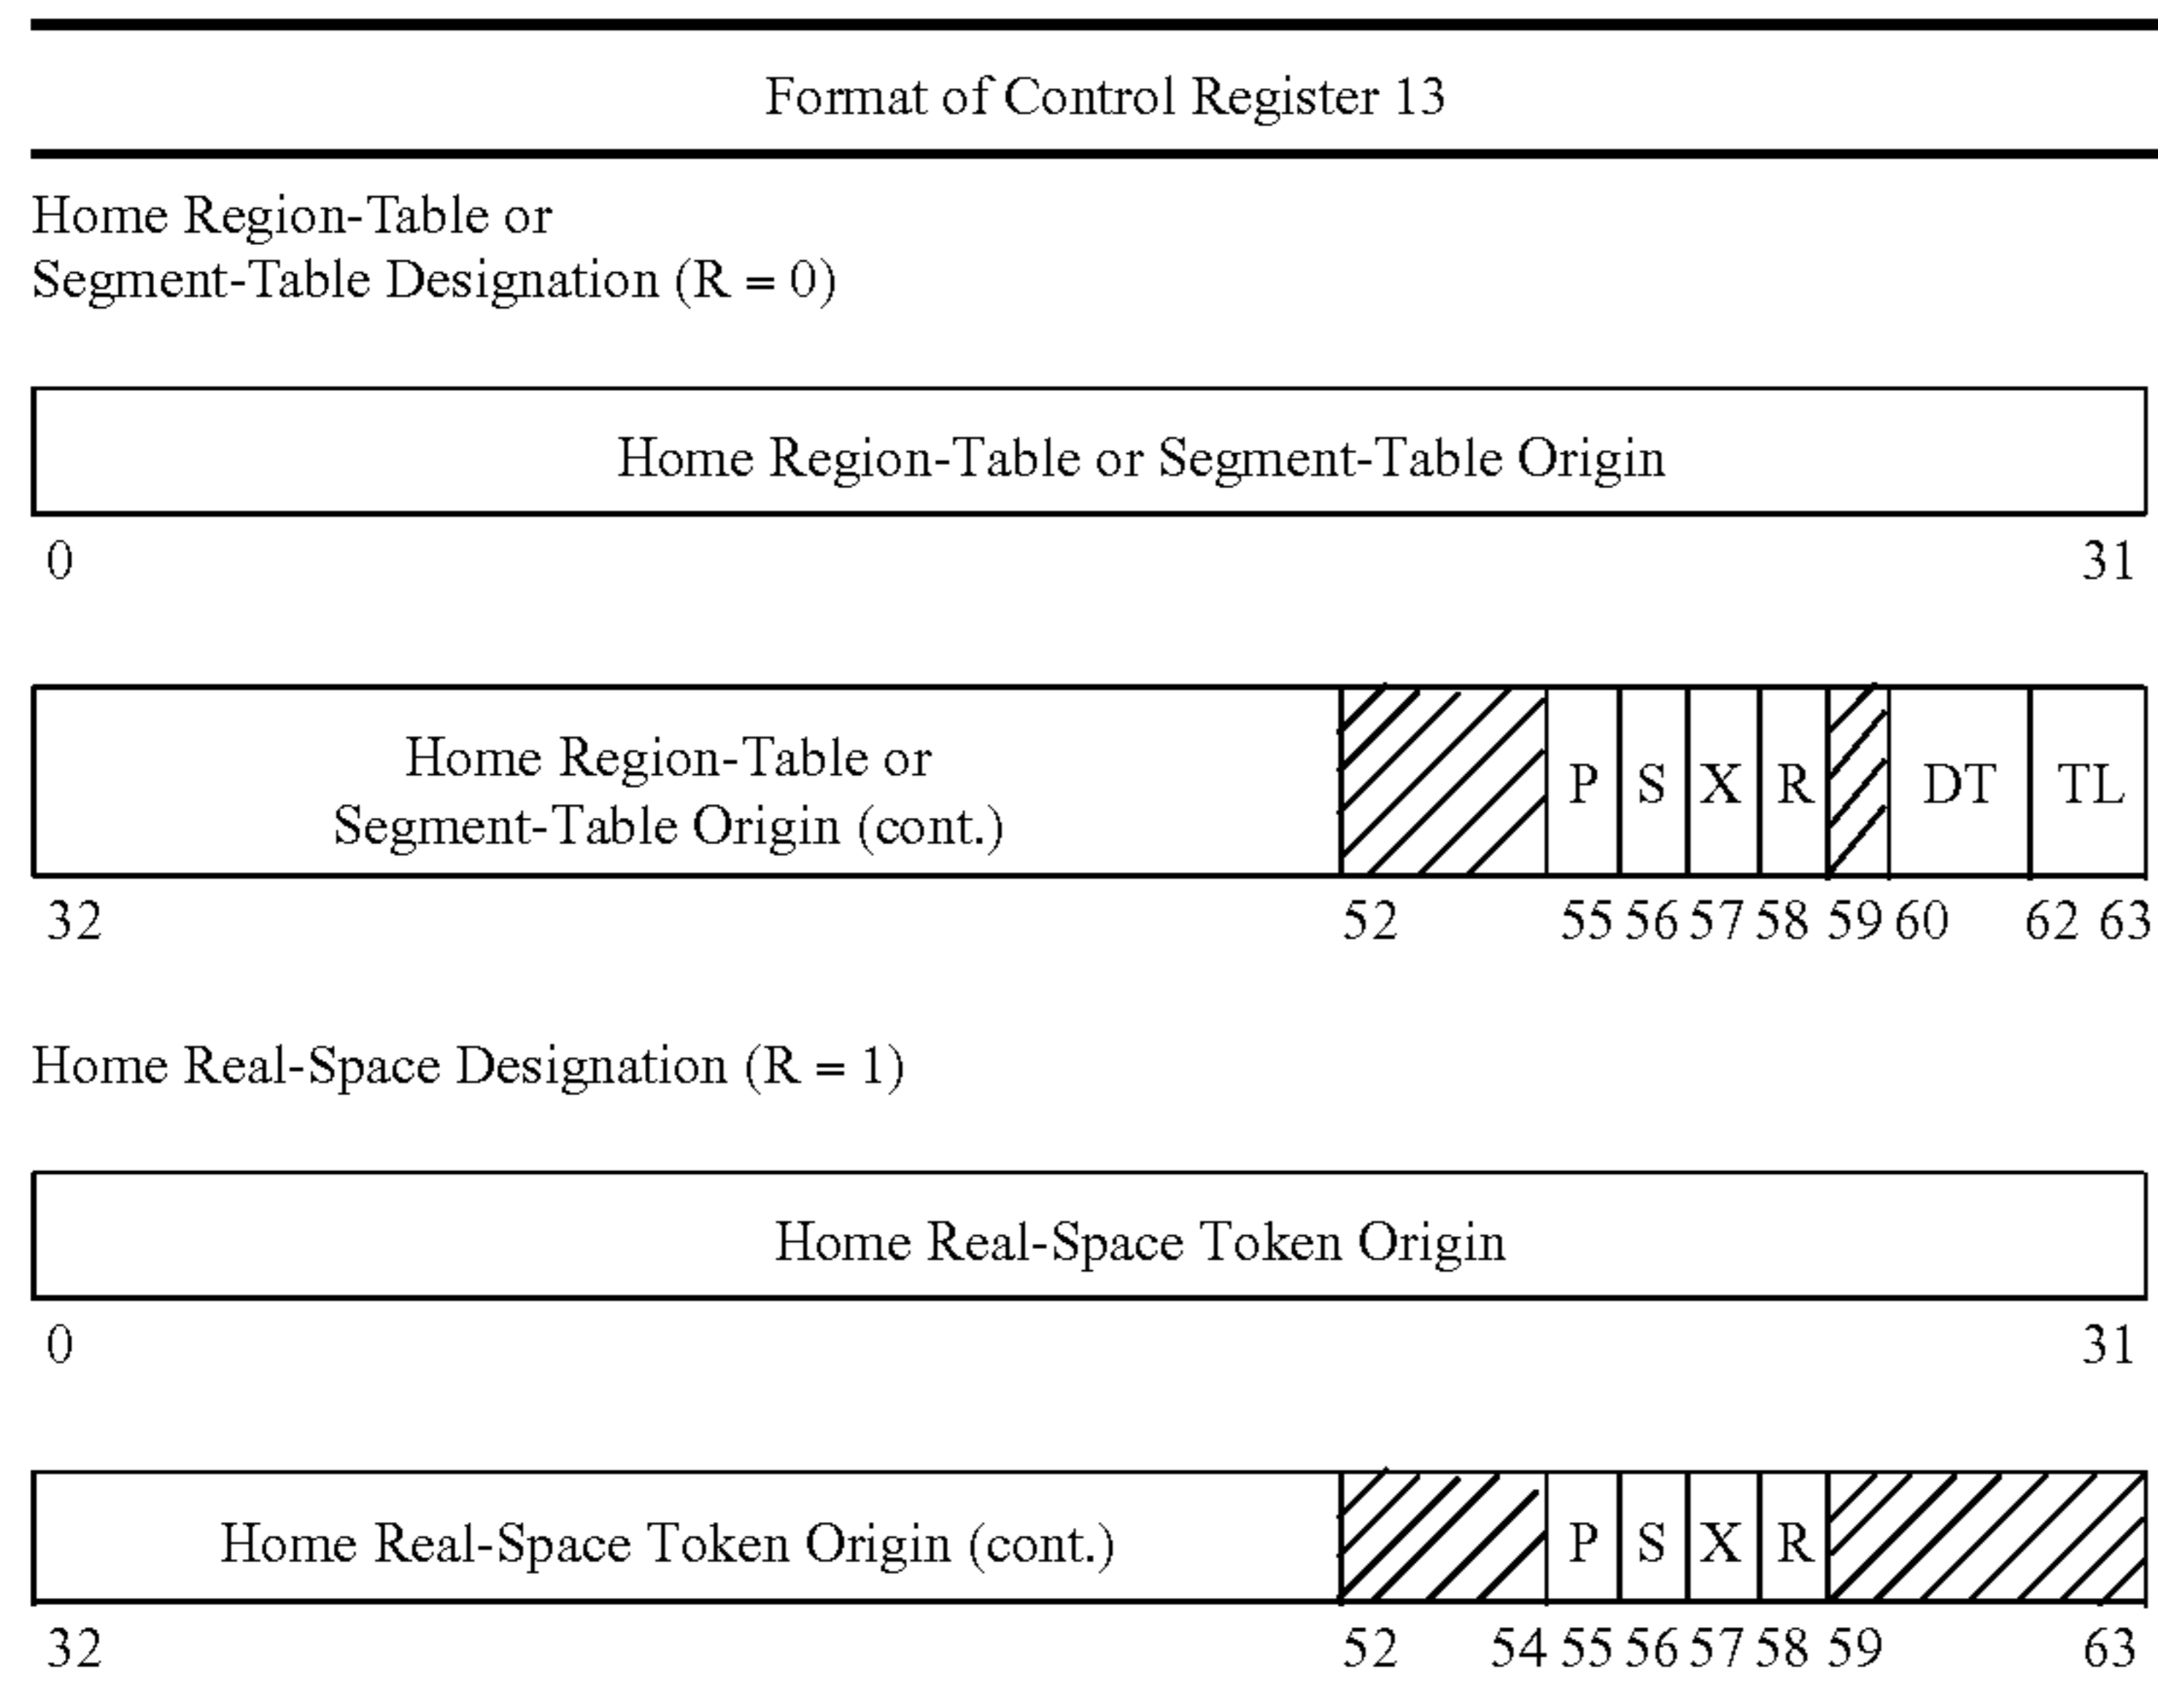 Format of Control Register 13
Home Region-Table or
Segment-Table Designation (R = 0)
Home Region-Table or Segment-Table Origin
0 31
Home Region-Table or
Segment-Table Origin (cont.)
P S X R DT TL
32 52 55 56 57 58 59 60 62 63
Home Real-Space Designation (R = 1)
Home Real-Space Token Origin
0 31
Home Real-Space Token Origin (cont.) P S X R
32 52 54 55 56 57 58 59 63